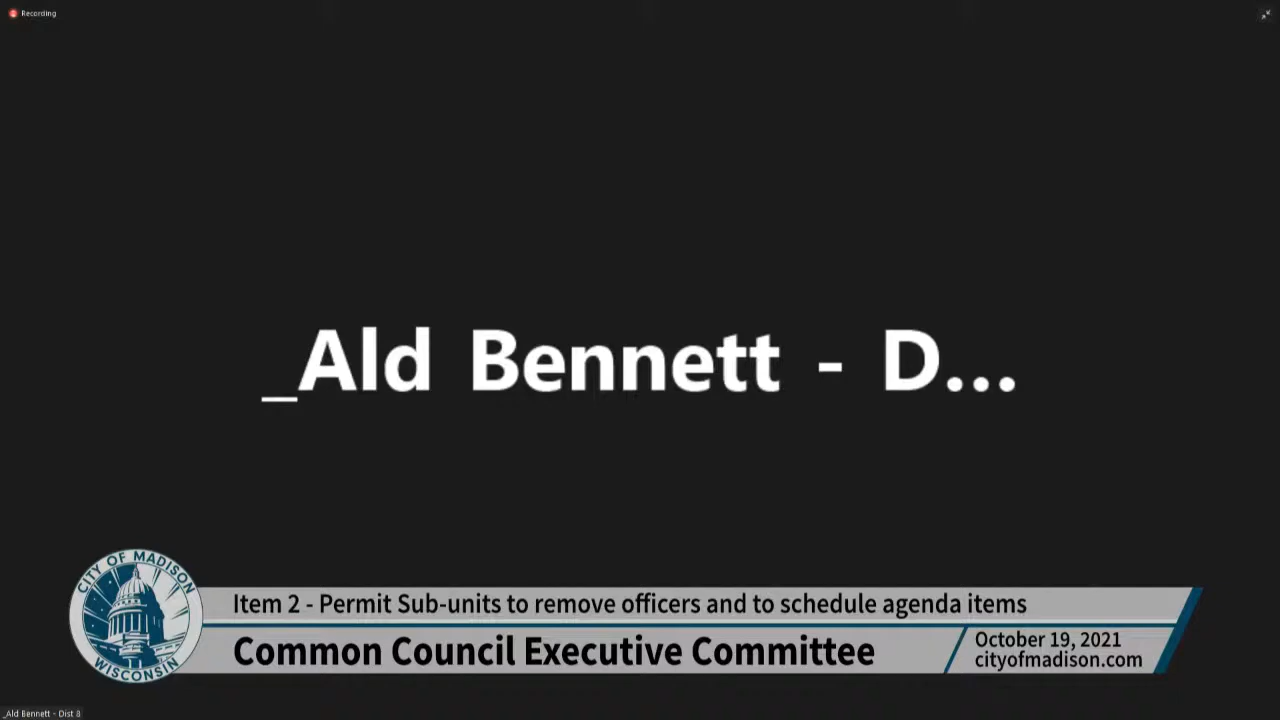 Recording
_Ald Bennett - D...
CITY OF MADISON
WISCONSIN
Item 2 - Permit Sub-units to remove officers and to schedule agenda items
Common Council Executive Committee
October 19, 2021
cityofmadison.com
_Ald Bennett - Dist 8